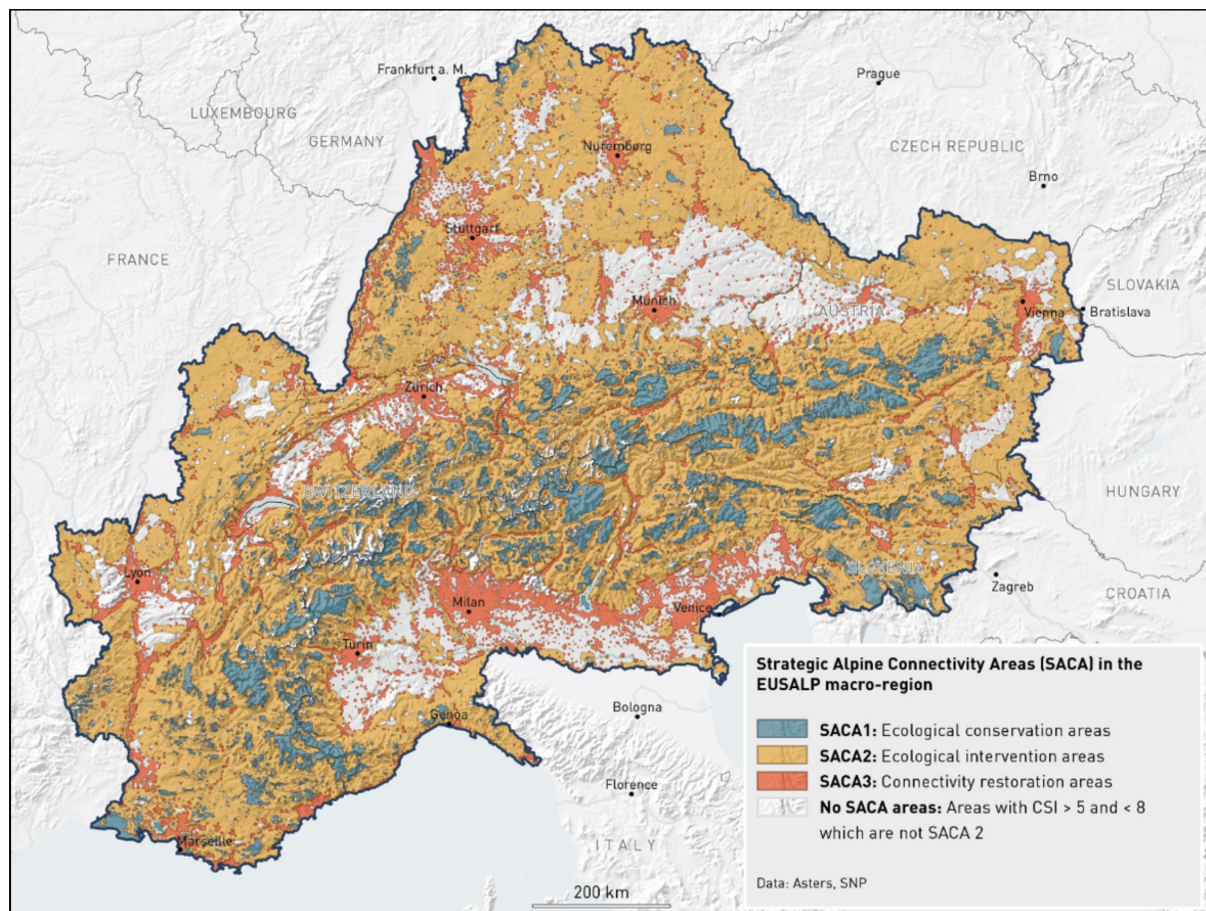 Frankfurt a. M.
Prague
LUXEMBOURG
GERMANY
CZECH REPUBLIC
Nuremberg
Brno
Stuttgart
FRANCE
SLOVAKIA
Munich
AUSTRIA
Vienna
Bratislava
Zürich
SWITZERLAND
HUNGARY
Lyon
SLOVENIA
Zagreb
CROATIA
Milan
Venice
Turin
Genoa
Bologna
Florence
Marseille
ITALY
200 km
Strategic Alpine Connectivity Areas (SACA) in the
EUSALP macro-region
SACA1: Ecological conservation areas
SACA2: Ecological intervention areas
SACA3: Connectivity restoration areas
No SACA areas: Areas with CSI > 5 and < 8
which are not SACA 2
Data: Asters, SNP